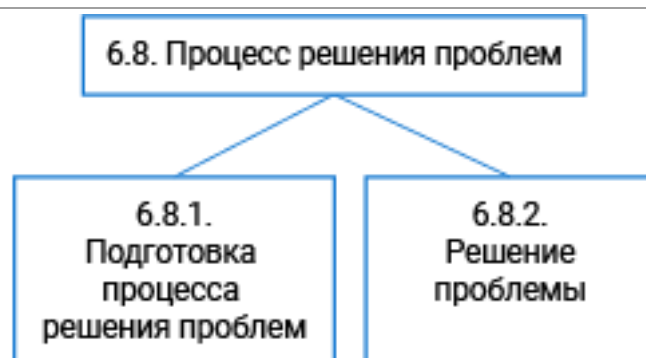 6.8. Процесс решения проблем
6.8.1.
Подготовка
процесса
решения проблем
6.8.2.
Решение
проблемы